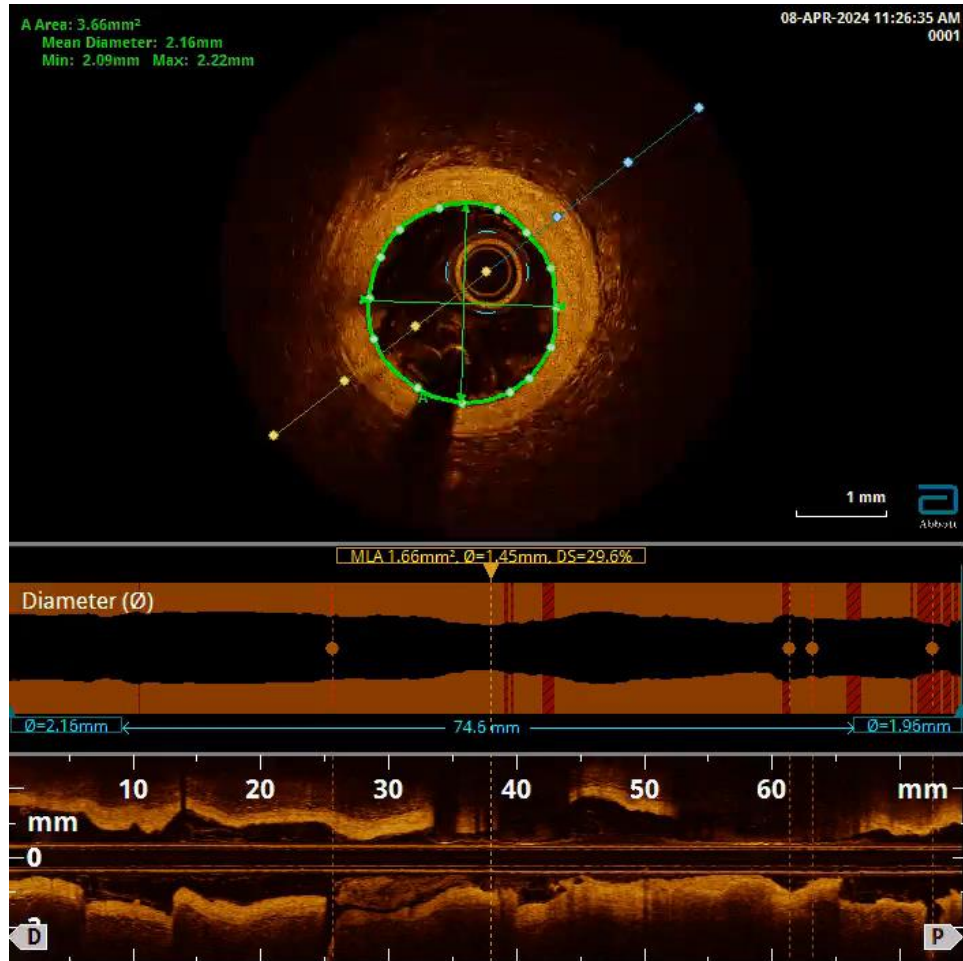 A Area: 3.66mm²
Mean Diameter: 2.16mm
Min: 2.09mm Max: 2.22mm
08-APR-2024 11:26:35 AM
0001
A
1 mm
Abbott
MLA 1.66mm², Ø=1.45mm, DS=29.6%
Diameter (Ø)
Ø=2.16mm
74.6 mm
Ø=1.96mm
10 20 30 40 50 60 mm
mm
0
D
P